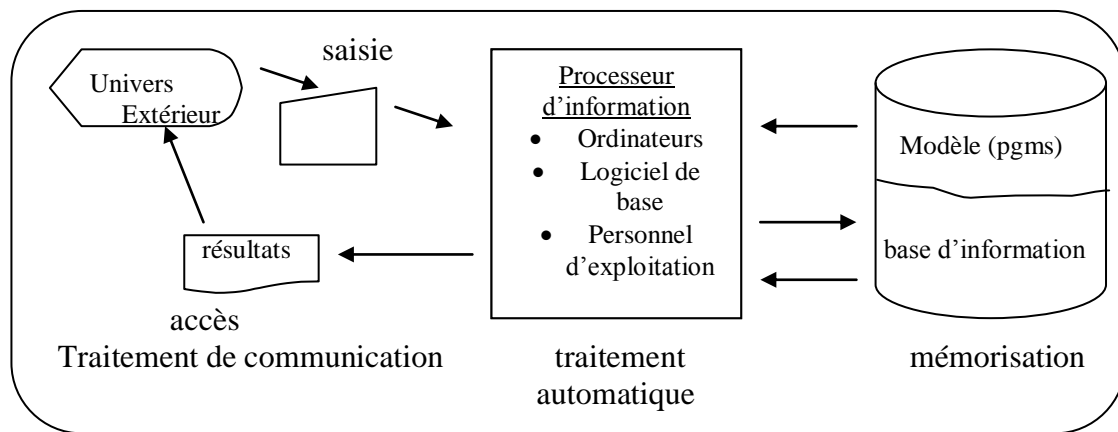 saisie
Univers
Extérieur
résultats
accès
Traitement de communication
Processeur
d’information
• Ordinateurs
• Logiciel de
base
• Personnel
d’exploitation
traitement
automatique
Modèle (pgms)
base d’information
mémorisation